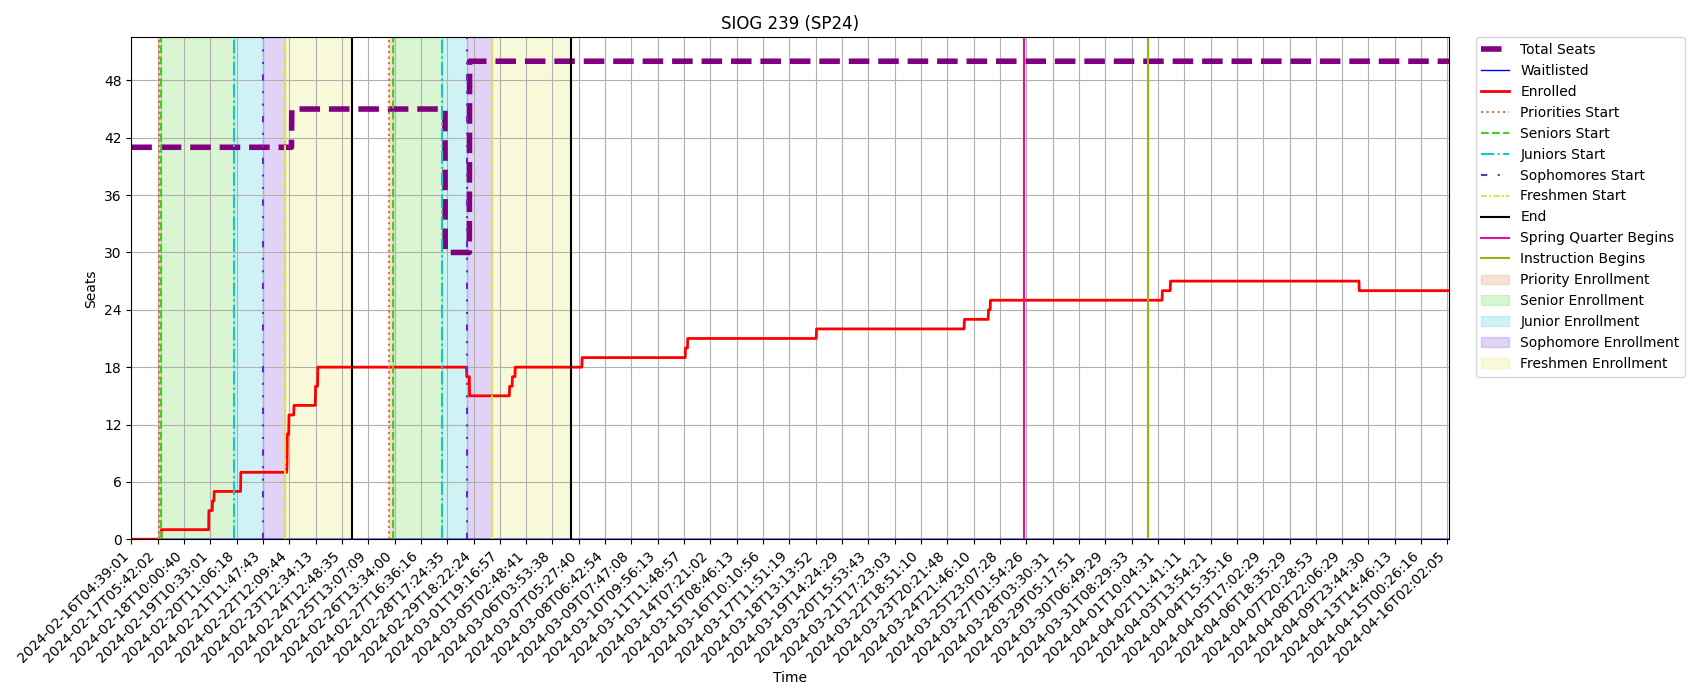 SIOG 239 (SP24)
Seats
48
42
36
30
24
18
12
6
0
2024-02-16T04:39:01
2024-02-17T05:42:02
2024-02-18T10:00:40
2024-02-19T10:33:01
2024-02-20T11:06:18
2024-02-21T11:47:43
2024-02-22T12:09:44
2024-02-23T12:34:13
2024-02-24T12:48:35
2024-02-25T13:07:09
2024-02-26T13:34:00
2024-02-27T16:36:16
2024-02-28T17:24:35
2024-02-29T18:22:24
2024-03-01T19:16:57
2024-03-05T02:48:41
2024-03-06T03:53:38
2024-03-07T05:27:40
2024-03-08T06:42:54
2024-03-09T07:47:08
2024-03-10T09:56:13
2024-03-11T11:48:57
2024-03-14T07:21:02
2024-03-15T08:46:13
2024-03-16T10:10:56
2024-03-17T11:51:19
2024-03-18T13:13:52
2024-03-19T14:24:29
2024-03-20T15:53:43
2024-03-21T17:23:03
2024-03-22T18:51:10
2024-03-23T20:21:48
2024-03-24T21:46:10
2024-03-25T23:07:28
2024-03-27T01:54:26
2024-03-28T03:30:31
2024-03-29T05:17:51
2024-03-30T06:49:29
2024-03-31T08:29:33
2024-04-01T10:04:31
2024-04-02T11:41:11
2024-04-03T13:54:21
2024-04-04T15:35:16
2024-04-05T17:02:29
2024-04-06T18:35:29
2024-04-07T20:28:53
2024-04-08T22:06:29
2024-04-09T23:44:30
2024-04-13T14:46:13
2024-04-15T00:26:16
2024-04-16T02:02:05
Time
Total Seats
Waitlisted
Enrolled
Priorities Start
Seniors Start
Juniors Start
Sophomores Start
Freshmen Start
End
Spring Quarter Begins
Instruction Begins
Priority Enrollment
Senior Enrollment
Junior Enrollment
Sophomore Enrollment
Freshmen Enrollment